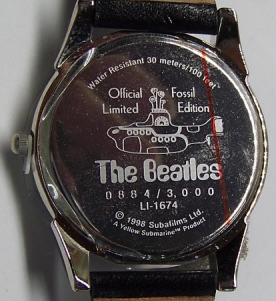 Water Resistant 30 meters/100 feet
Official Fossil
Limited Edition
The Beatles
0884/3,000
LI-1674
© 1998 Subafilms Ltd.
A Yellow Submarine™ Product